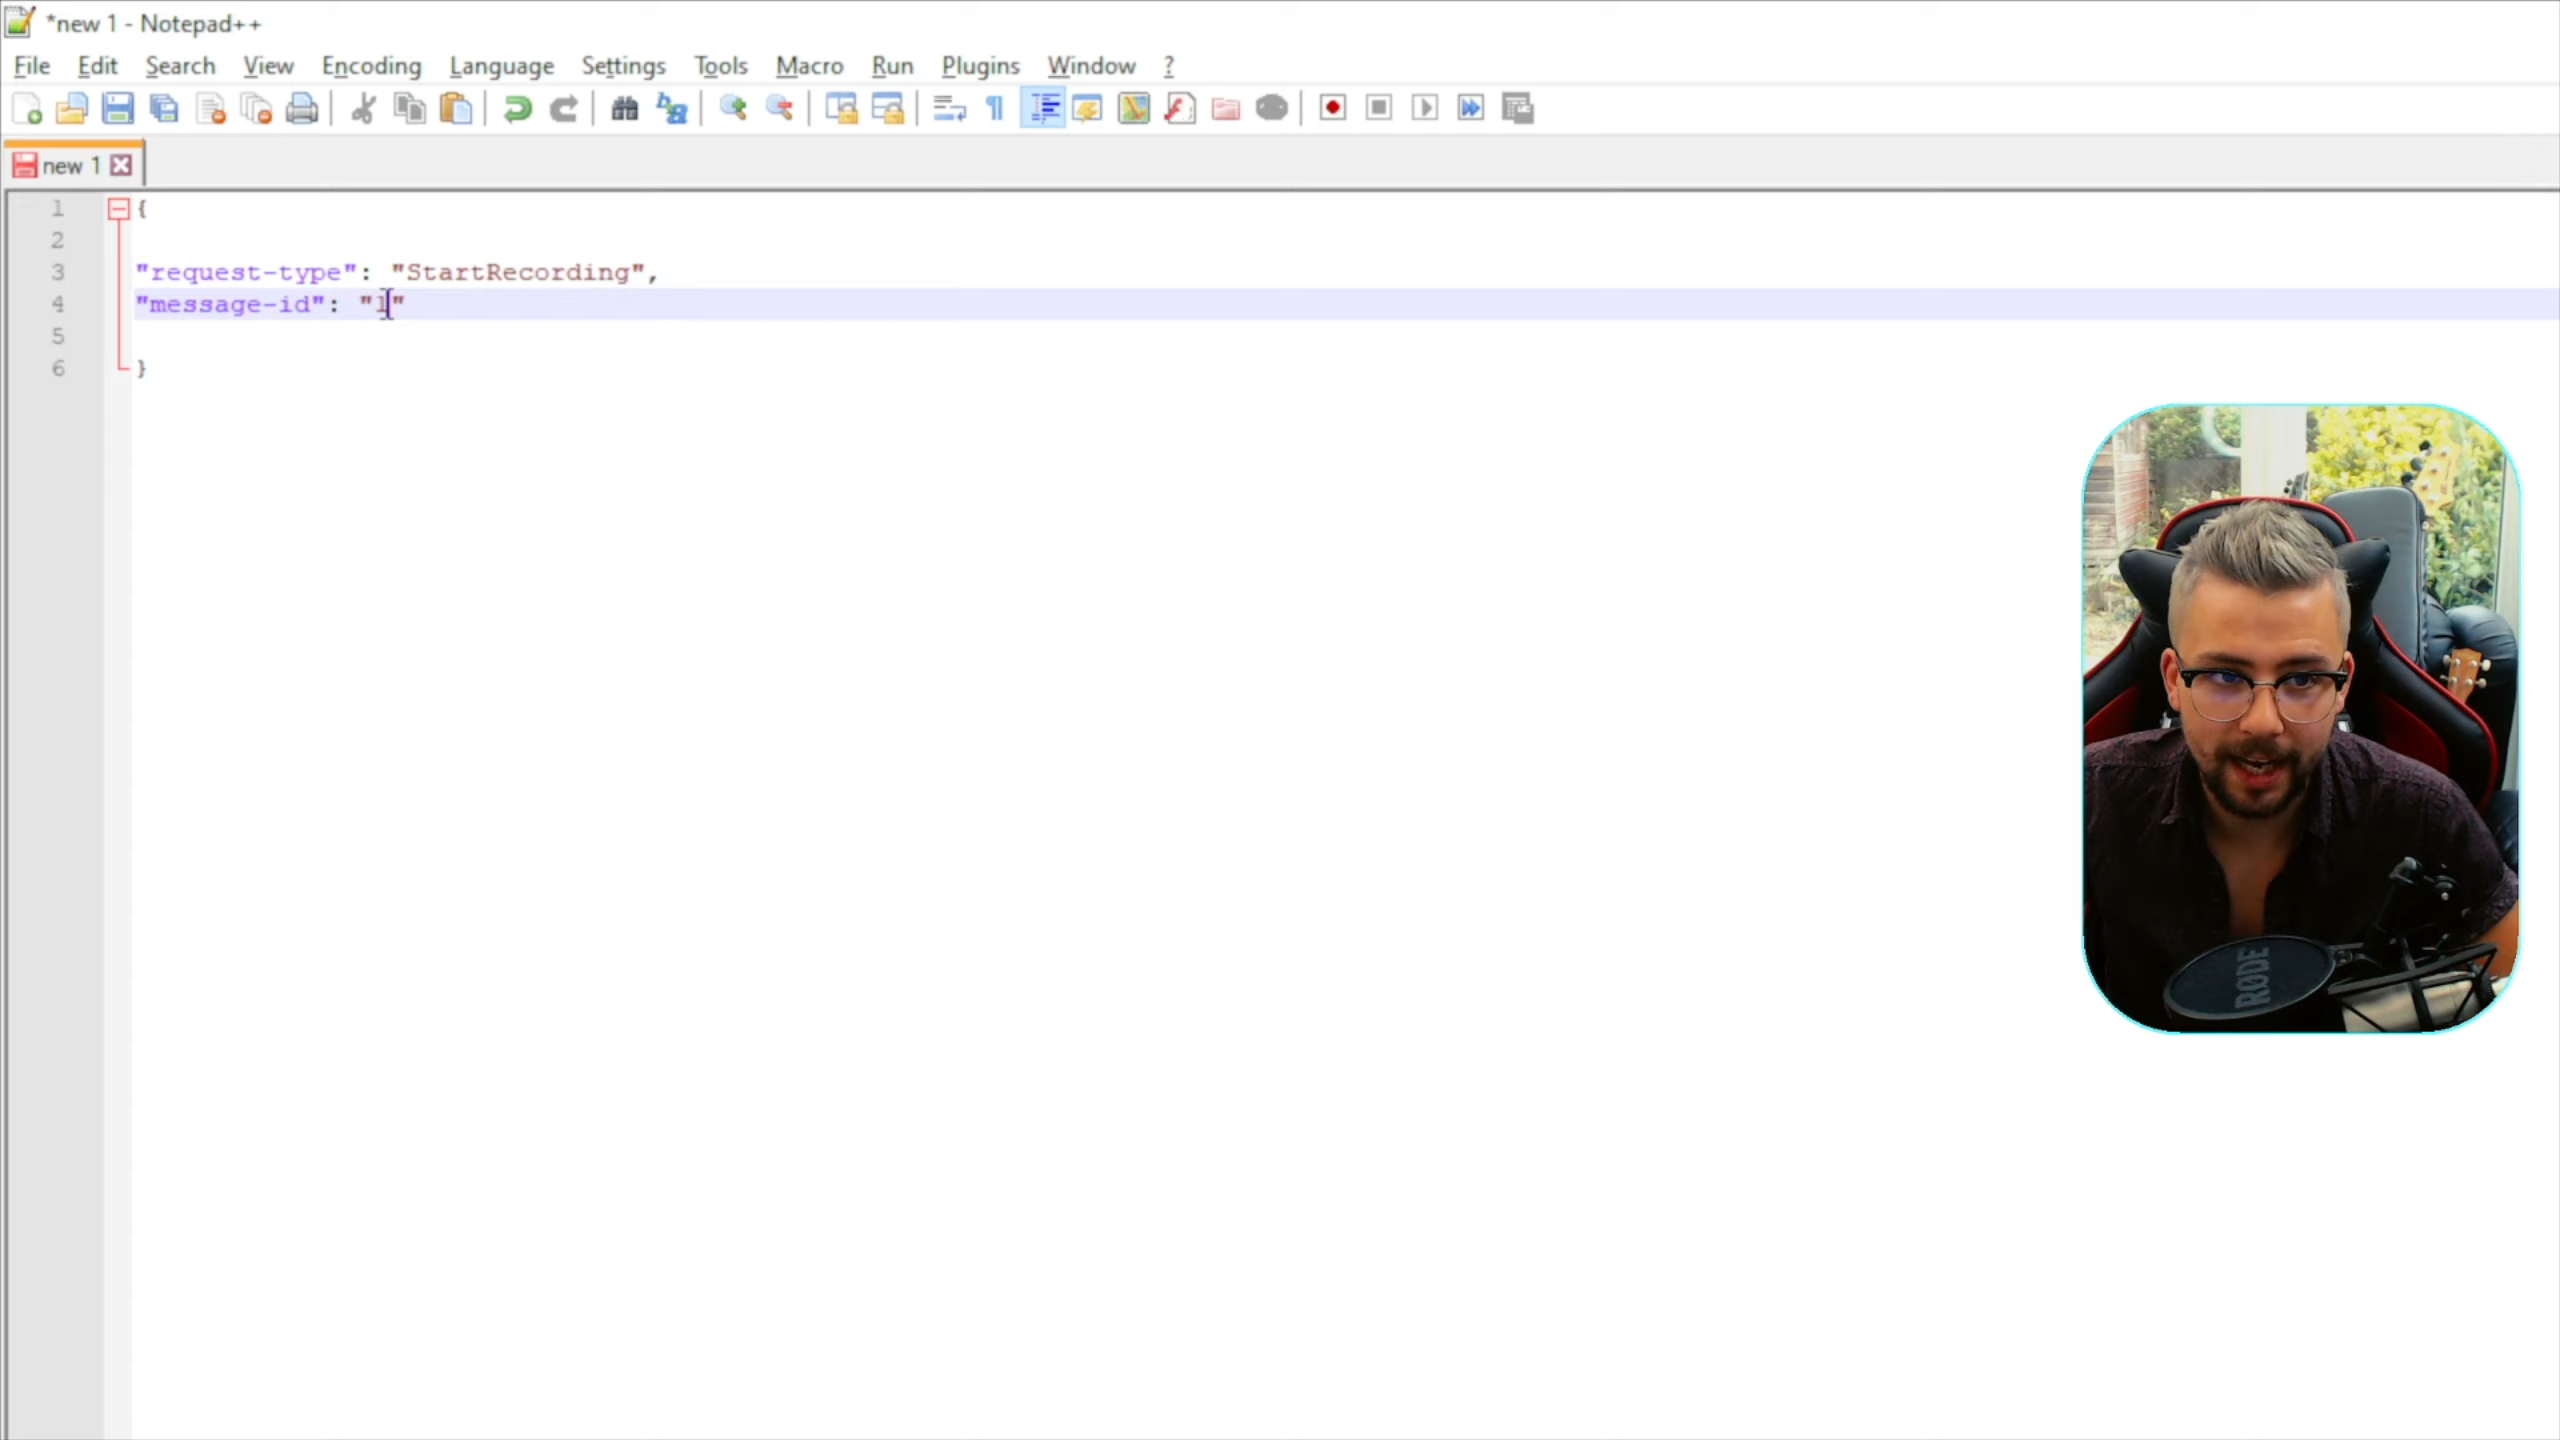 *new 1 - Notepad++
File Edit Search View Encoding Language Settings Tools Macro Run Plugins Window ?
new 1
1 {
2
3 "request-type": "StartRecording",
4 "message-id": "1"
5
6 }
RØDE